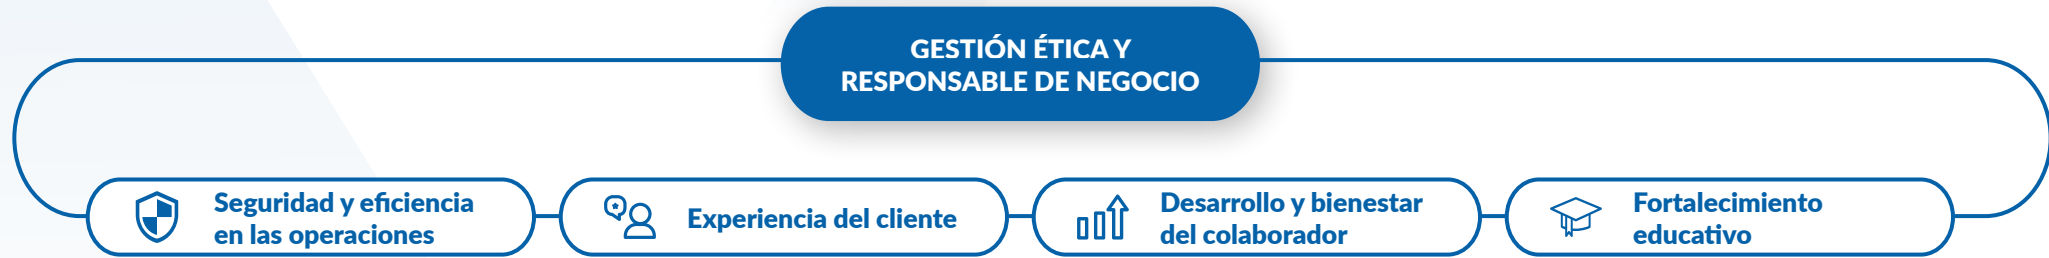 GESTIÓN ÉTICA Y
RESPONSABLE DE NEGOCIO
Seguridad y eficiencia
en las operaciones
Experiencia del cliente
Desarrollo y bienestar
del colaborador
Fortalecimiento
educativo